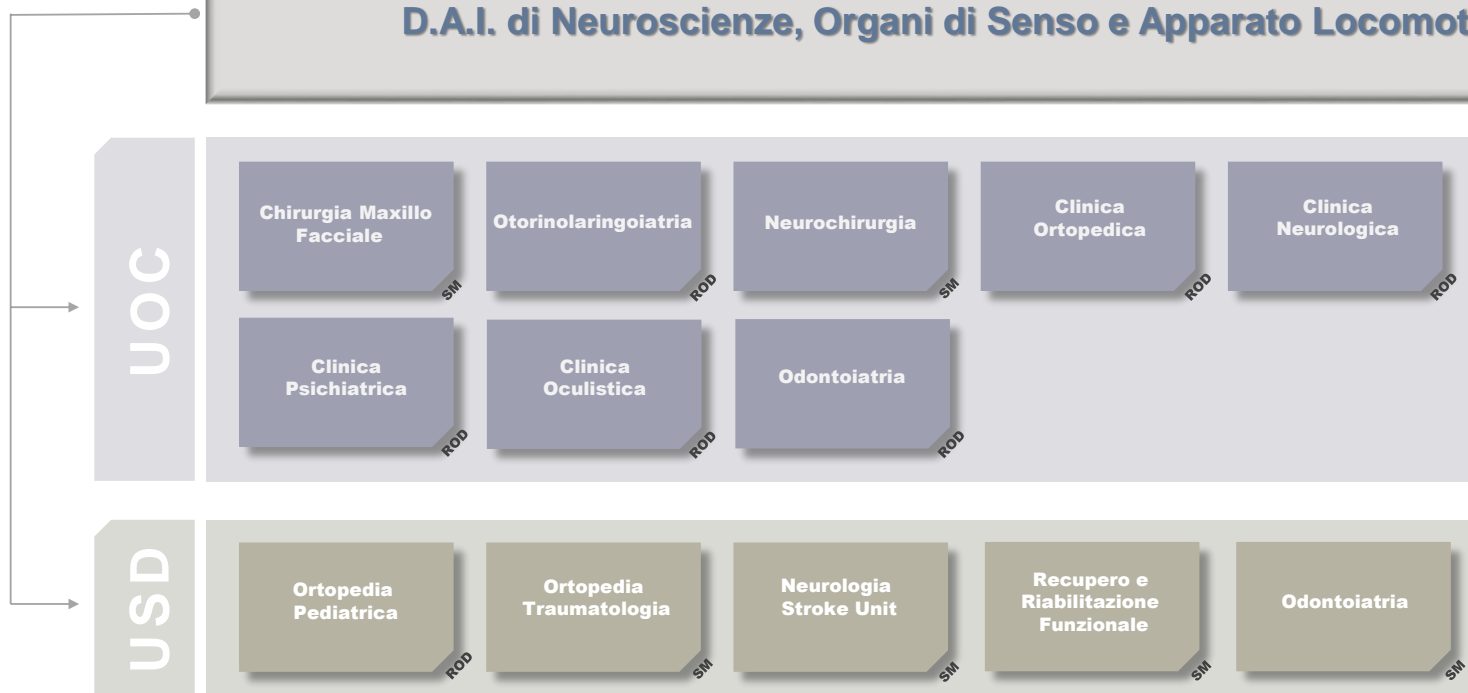 D.A.I. di Neuroscienze, Organi di Senso e Apparato Locomot
UOC
Chirurgia Maxillo
Facciale
SM
Otorinolaringoiatria
ROD
Neurochirurgia
SM
Clinica
Ortopedica
ROD
Clinica
Neurologica
ROD
Clinica
Psichiatrica
ROD
Clinica
Oculistica
ROD
Odontoiatria
ROD
USD
Ortopedia
Pediatrica
ROD
Ortopedia
Traumatologia
SM
Neurologia
Stroke Unit
SM
Recupero e
Riabilitazione
Funzionale
SM
Odontoiatria
SM